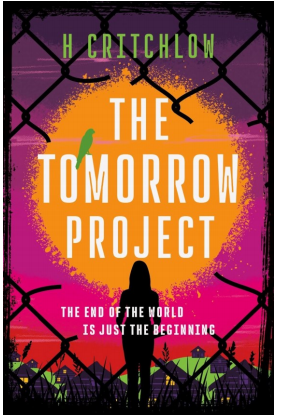 H CRITCHLOW
THE
TOMORROW
PROJECT
THE END OF THE WORLD
IS JUST THE BEGINNING